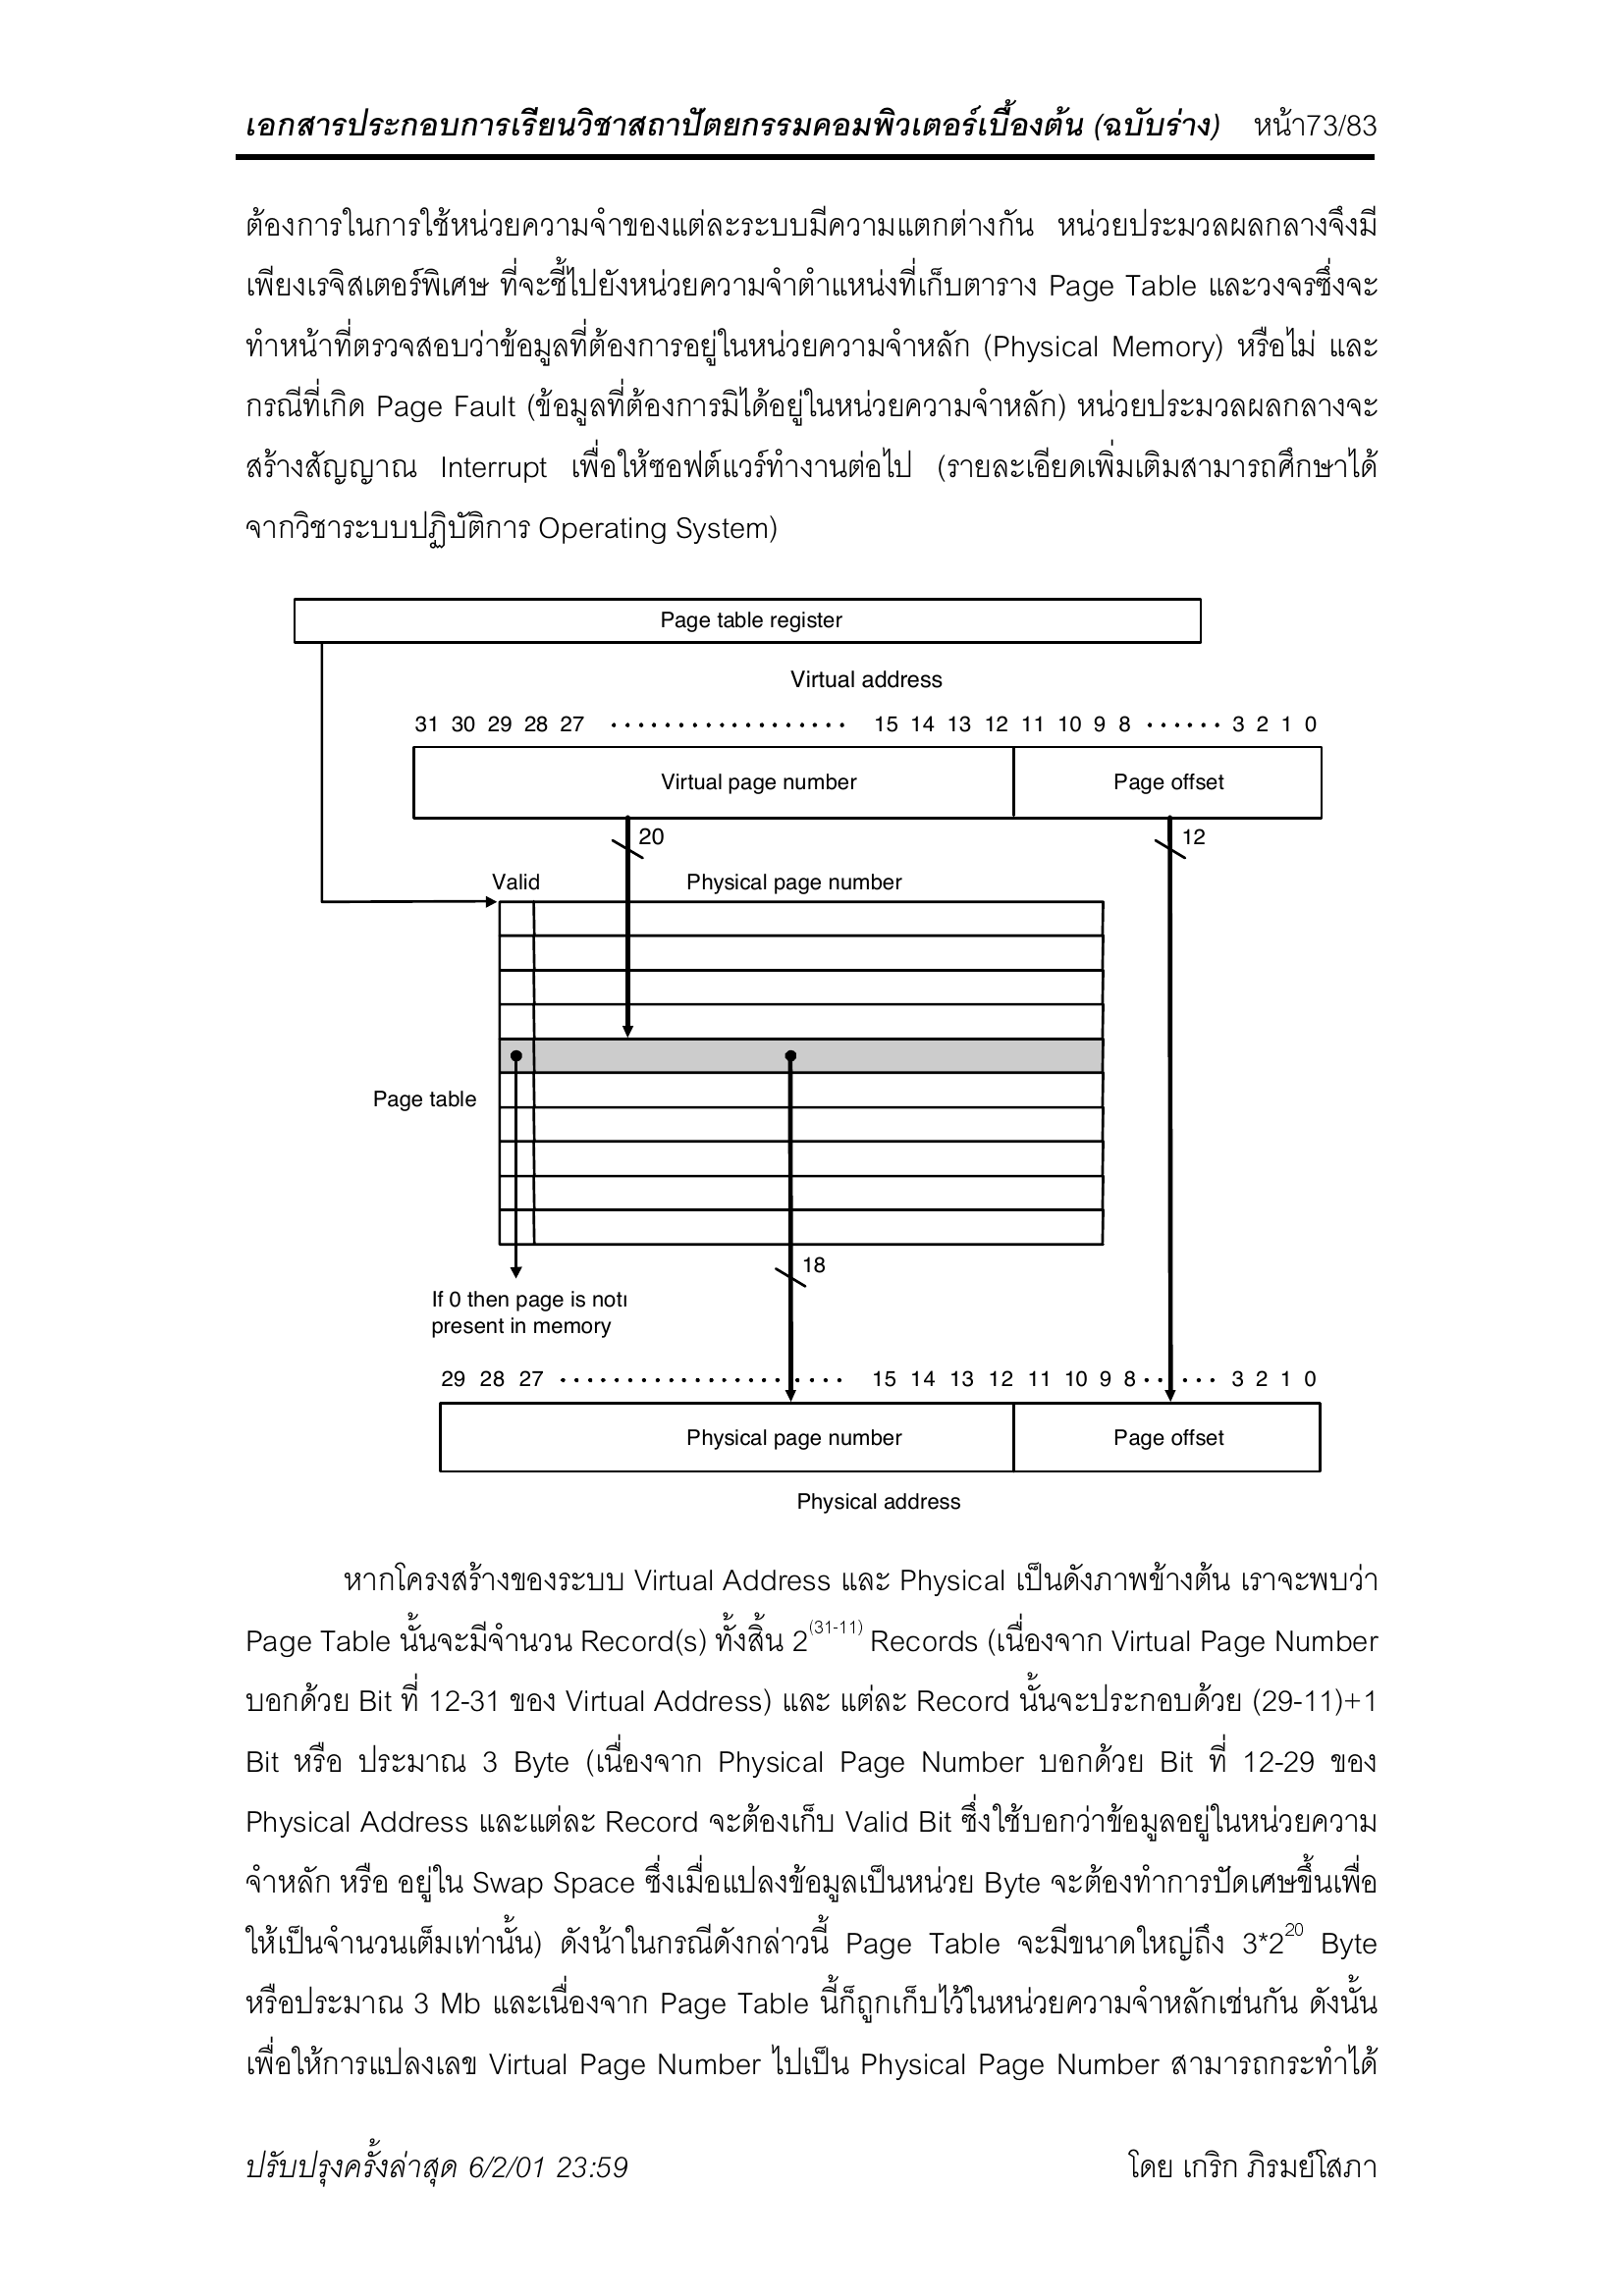 เอกสารประกอบการเรียนวิชาสถาปัตยกรรมคอมพิวเตอร์เบื้องต้น (ฉบับร่าง) หน้า73/83
ต้องการในการใช้หน่วยความจำของแต่ละระบบมีความแตกต่างกัน หน่วยประมวลผลกลางจึงมี
เพียงเรจิสเตอร์พิเศษ ที่จะชี้ไปยังหน่วยความจำตำแหน่งที่เก็บตาราง Page Table และวงจรซึ่งจะ
ทำหน้าที่ตรวจสอบว่าข้อมูลที่ต้องการอยู่ในหน่วยความจำหลัก (Physical Memory) หรือไม่ และ
กรณีที่เกิด Page Fault (ข้อมูลที่ต้องการมิได้อยู่ในหน่วยความจำหลัก) หน่วยประมวลผลกลางจะ
สร้างสัญญาณ Interrupt เพื่อให้ซอฟต์แวร์ทำงานต่อไป (รายละเอียดเพิ่มเติมสามารถศึกษาได้
จากวิชาระบบปฏิบัติการ Operating System)
Page table register
Virtual address
31 30 29 28 27 .................. 15 14 13 12 11 10 9 8 ...... 3 2 1 0
Virtual page number Page offset
20 12
Valid Physical page number
Page table
18
If 0 then page is not
present in memory
29 28 27 ...................... 15 14 13 12 11 10 9 8 ...... 3 2 1 0
Physical page number Page offset
Physical address
หากโครงสร้างของระบบ Virtual Address และ Physical เป็นดังภาพข้างต้น เราจะพบว่า
Page Table นั้นจะมีจำนวน Record(s) ทั้งสิ้น 2^(31-11) Records (เนื่องจาก Virtual Page Number
บอกด้วย Bit ที่ 12-31 ของ Virtual Address) และ แต่ละ Record นั้นจะประกอบด้วย (29-11)+1
Bit หรือ ประมาณ 3 Byte (เนื่องจาก Physical Page Number บอกด้วย Bit ที่ 12-29 ของ
Physical Address และแต่ละ Record จะต้องเก็บ Valid Bit ซึ่งใช้บอกว่าข้อมูลอยู่ในหน่วยความ
จำหลัก หรือ อยู่ใน Swap Space ซึ่งเมื่อแปลงข้อมูลเป็นหน่วย Byte จะต้องทำการปัดเศษขึ้นเพื่อ
ให้เป็นจำนวนเต็มเท่านั้น) ดังน้าในกรณีดังกล่าวนี้ Page Table จะมีขนาดใหญ่ถึง 3*2^20 Byte
หรือประมาณ 3 Mb และเนื่องจาก Page Table นี้ก็ถูกเก็บไว้ในหน่วยความจำหลักเช่นกัน ดังนั้น
เพื่อให้การแปลงเลข Virtual Page Number ไปเป็น Physical Page Number สามารถกระทำได้
ปรับปรุงครั้งล่าสุด 6/2/01 23:59 โดย เกริก ภิรมย์โสภา